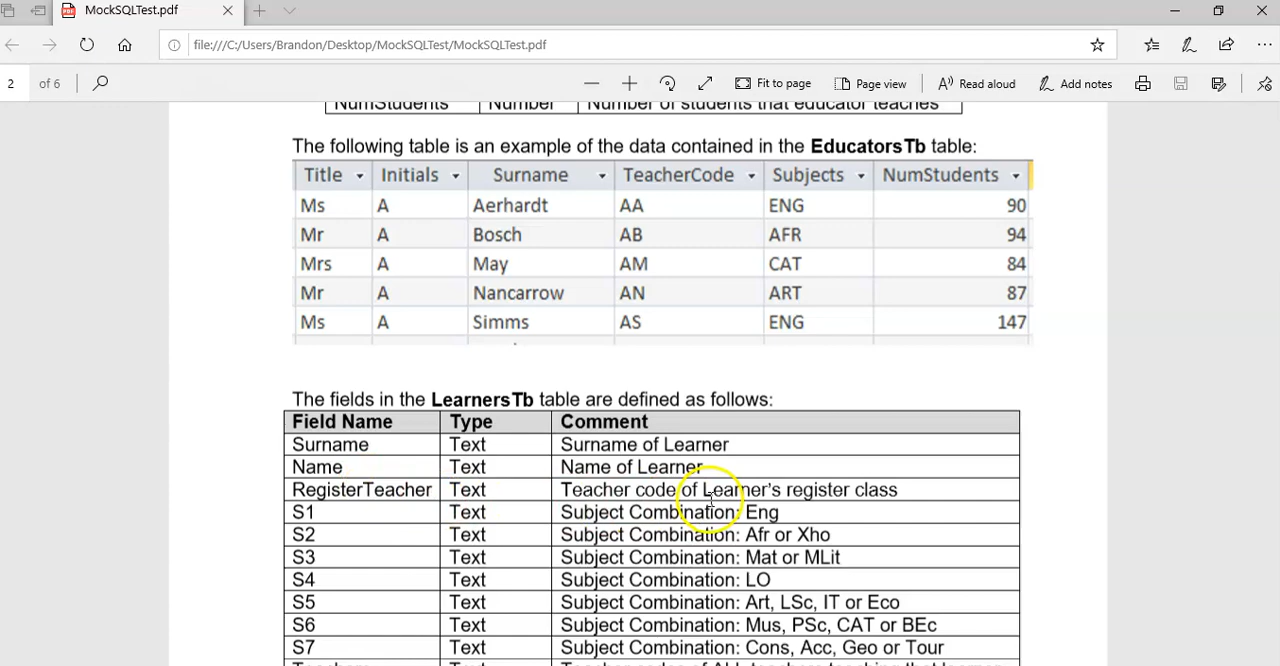 MockSQLTest.pdf
file:///C:/Users/Brandon/Desktop/MockSQLTest/MockSQLTest.pdf
2 of 6 Fit to page Page view Read aloud Add notes
NumStudents Number Number of students that educator teaches
The following table is an example of the data contained in the EducatorsTb table:
Title Initials Surname TeacherCode Subjects NumStudents
Ms A Aerhardt AA ENG 90
Mr A Bosch AB AFR 94
Mrs A May AM CAT 84
Mr A Nancarrow AN ART 87
Ms A Simms AS ENG 147
The fields in the LearnersTb table are defined as follows:
Field Name Type Comment
Surname Text Surname of Learner
Name Text Name of Learner
RegisterTeacher Text Teacher code of Learner's register class
S1 Text Subject Combination: Eng
S2 Text Subject Combination: Afr or Xho
S3 Text Subject Combination: Mat or MLit
S4 Text Subject Combination: LO
S5 Text Subject Combination: Art, LSc, IT or Eco
S6 Text Subject Combination: Mus, PSc, CAT or BEc
S7 Text Subject Combination: Cons, Acc, Geo or Tour